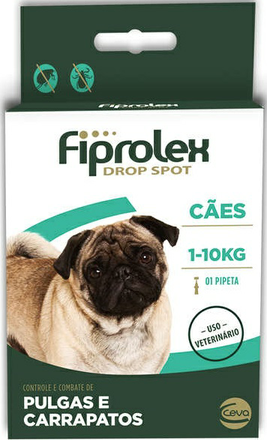 Fiprolex
DROP SPOT
CÃES
1-10KG
01 PIPETA
USO
VETERINÁRIO
CONTROLE E COMBATE DE:
PULGAS E
CARRAPATOS
Ceva